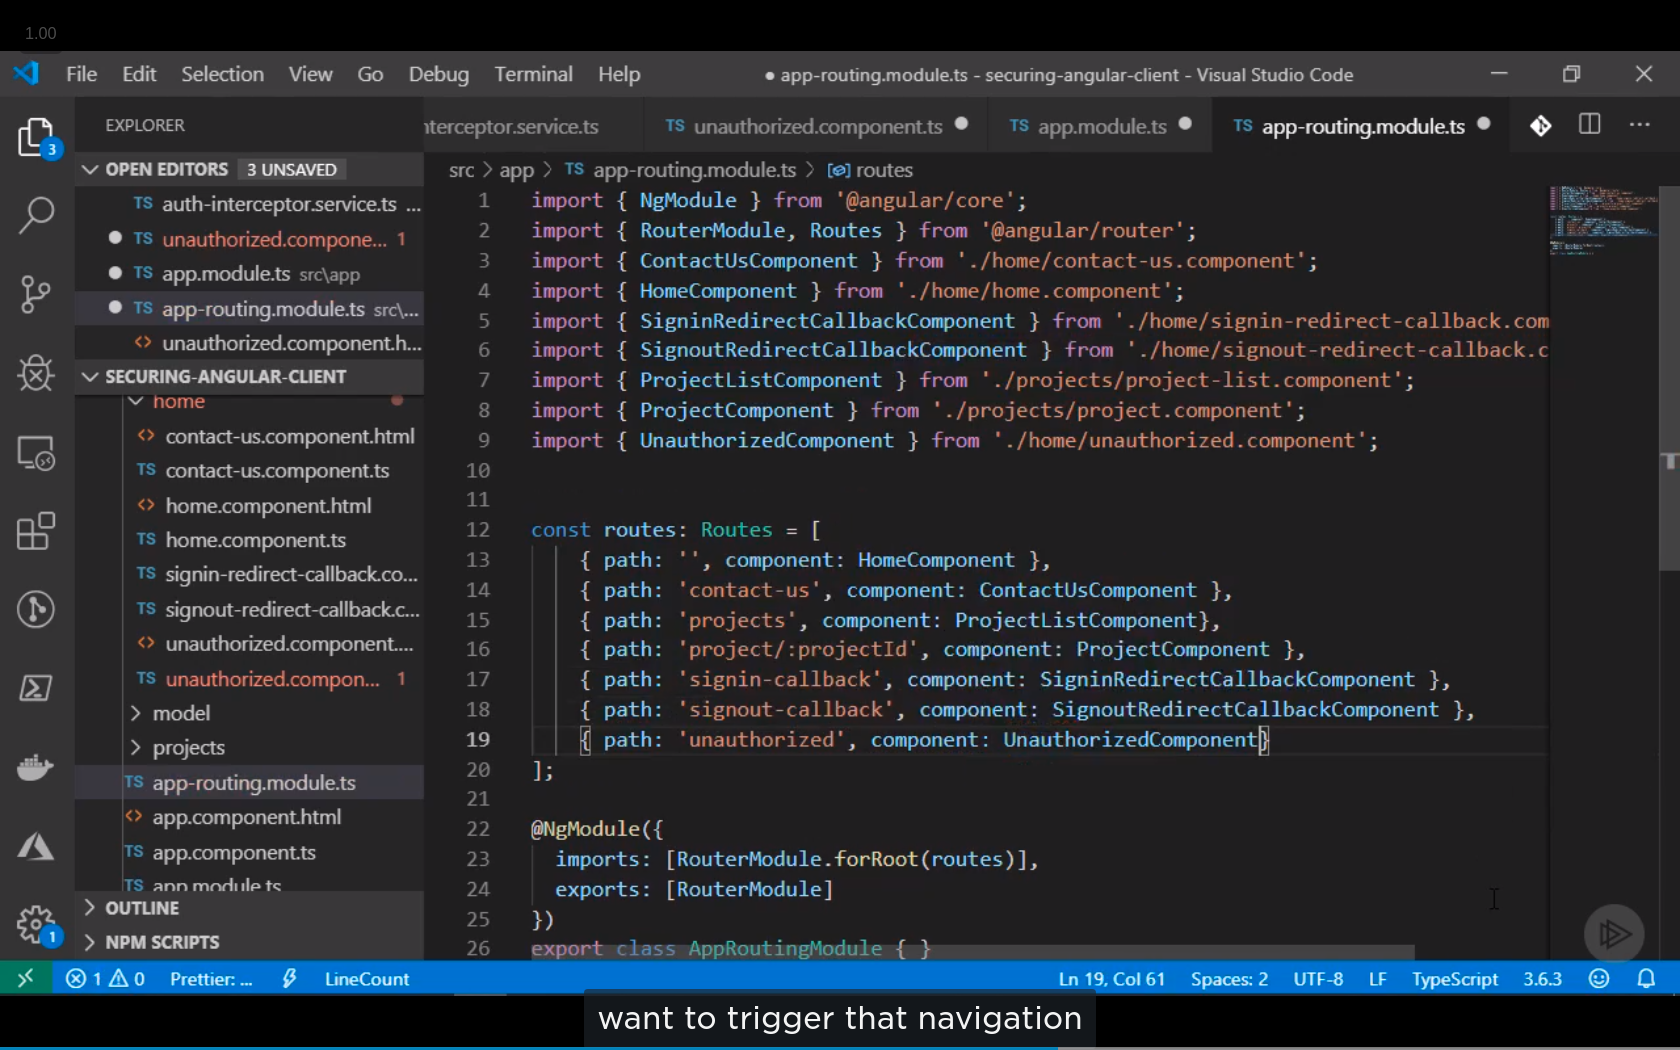 1.00
File Edit Selection View Go Debug Terminal Help
● app-routing.module.ts - securing-angular-client - Visual Studio Code
EXPLORER
nterceptor.service.ts
TS unauthorized.component.ts
TS app.module.ts
TS app-routing.module.ts
3
OPEN EDITORS 3 UNSAVED
TS auth-interceptor.service.ts ...
TS unauthorized.compone... 1
TS app.module.ts src\app
TS app-routing.module.ts src\...
<> unauthorized.component.h...
SECURING-ANGULAR-CLIENT
home
<> contact-us.component.html
TS contact-us.component.ts
<> home.component.html
TS home.component.ts
TS signin-redirect-callback.co...
TS signout-redirect-callback.c...
<> unauthorized.component....
TS unauthorized.compon... 1
> model
> projects
TS app-routing.module.ts
<> app.component.html
TS app.component.ts
TS app.module.ts
> OUTLINE
> NPM SCRIPTS
1
src > app > TS app-routing.module.ts > routes
1 import { NgModule } from '@angular/core';
2 import { RouterModule, Routes } from '@angular/router';
3 import { ContactUsComponent } from './home/contact-us.component';
4 import { HomeComponent } from './home/home.component';
5 import { SigninRedirectCallbackComponent } from './home/signin-redirect-callback.com
6 import { SignoutRedirectCallbackComponent } from './home/signout-redirect-callback.c
7 import { ProjectListComponent } from './projects/project-list.component';
8 import { ProjectComponent } from './projects/project.component';
9 import { UnauthorizedComponent } from './home/unauthorized.component';
10
11
12 const routes: Routes = [
13 { path: '', component: HomeComponent },
14 { path: 'contact-us', component: ContactUsComponent },
15 { path: 'projects', component: ProjectListComponent},
16 { path: 'project/:projectId', component: ProjectComponent },
17 { path: 'signin-callback', component: SigninRedirectCallbackComponent },
18 { path: 'signout-callback', component: SignoutRedirectCallbackComponent },
19 { path: 'unauthorized', component: UnauthorizedComponent}
20 ];
21
22 @NgModule({
23 imports: [RouterModule.forRoot(routes)],
24 exports: [RouterModule]
25 })
26 export class AppRoutingModule { }
1 0 Prettier: ... LineCount Ln 19, Col 61 Spaces: 2 UTF-8 LF TypeScript 3.6.3
want to trigger that navigation